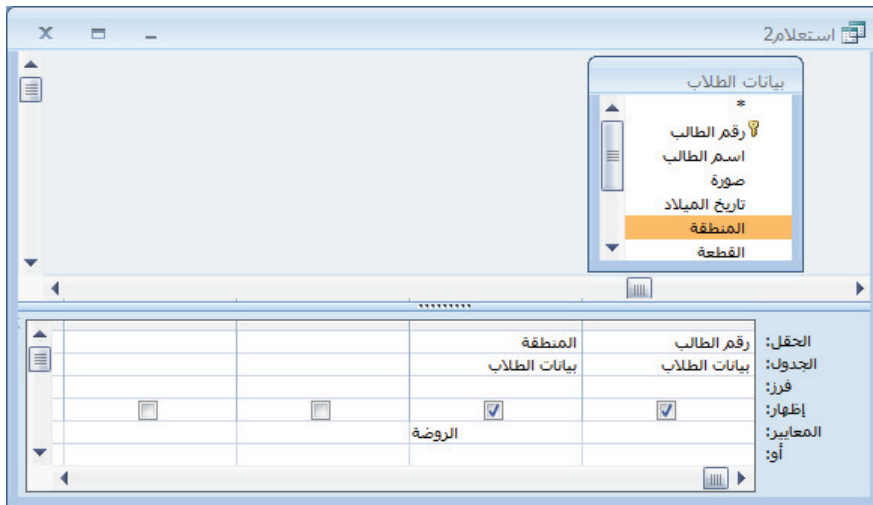 استعلام2
بيانات الطلاب
*
رقم الطالب
اسم الطالب
صورة
تاريخ الميلاد
المنطقة
القطعة
الحقل: رقم الطالب المنطقة
الجدول: بيانات الطلاب بيانات الطلاب
فرز:
إظهار:
المعايير: الروضة
أو: